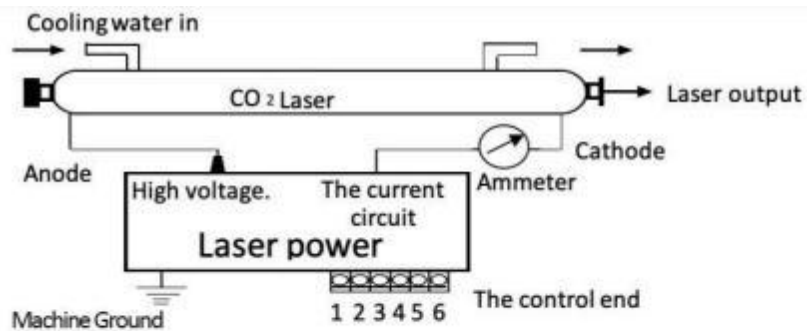 Cooling water in
CO 2 Laser
Laser output
Anode
Cathode
Ammeter
High voltage.
The current
circuit
Laser power
Machine Ground
1 2 3 4 5 6
The control end